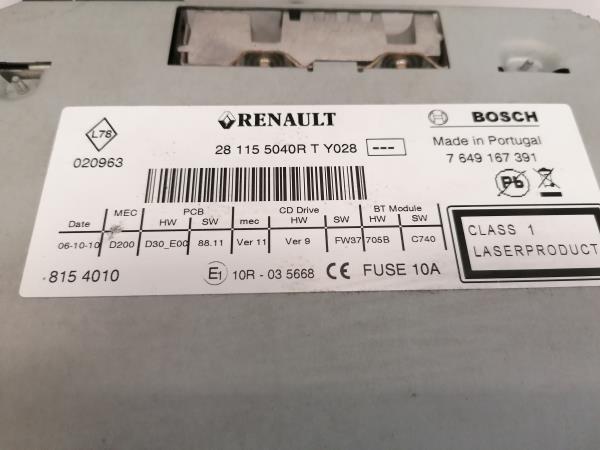 RENAULT BOSCH
L78
28 115 5040R T Y028 --- Made in Portugal
020963 7 649 167 391
Pb
MEC PCB CD Drive BT Module
Date HW SW mec HW SW HW SW
06-10-10 D200 D30_E00 88.11 Ver 11 Ver 9 FW37 705B C740
CLASS 1
LASERPRODUCT
815 4010 E1 10R - 03 5668 CE FUSE 10A